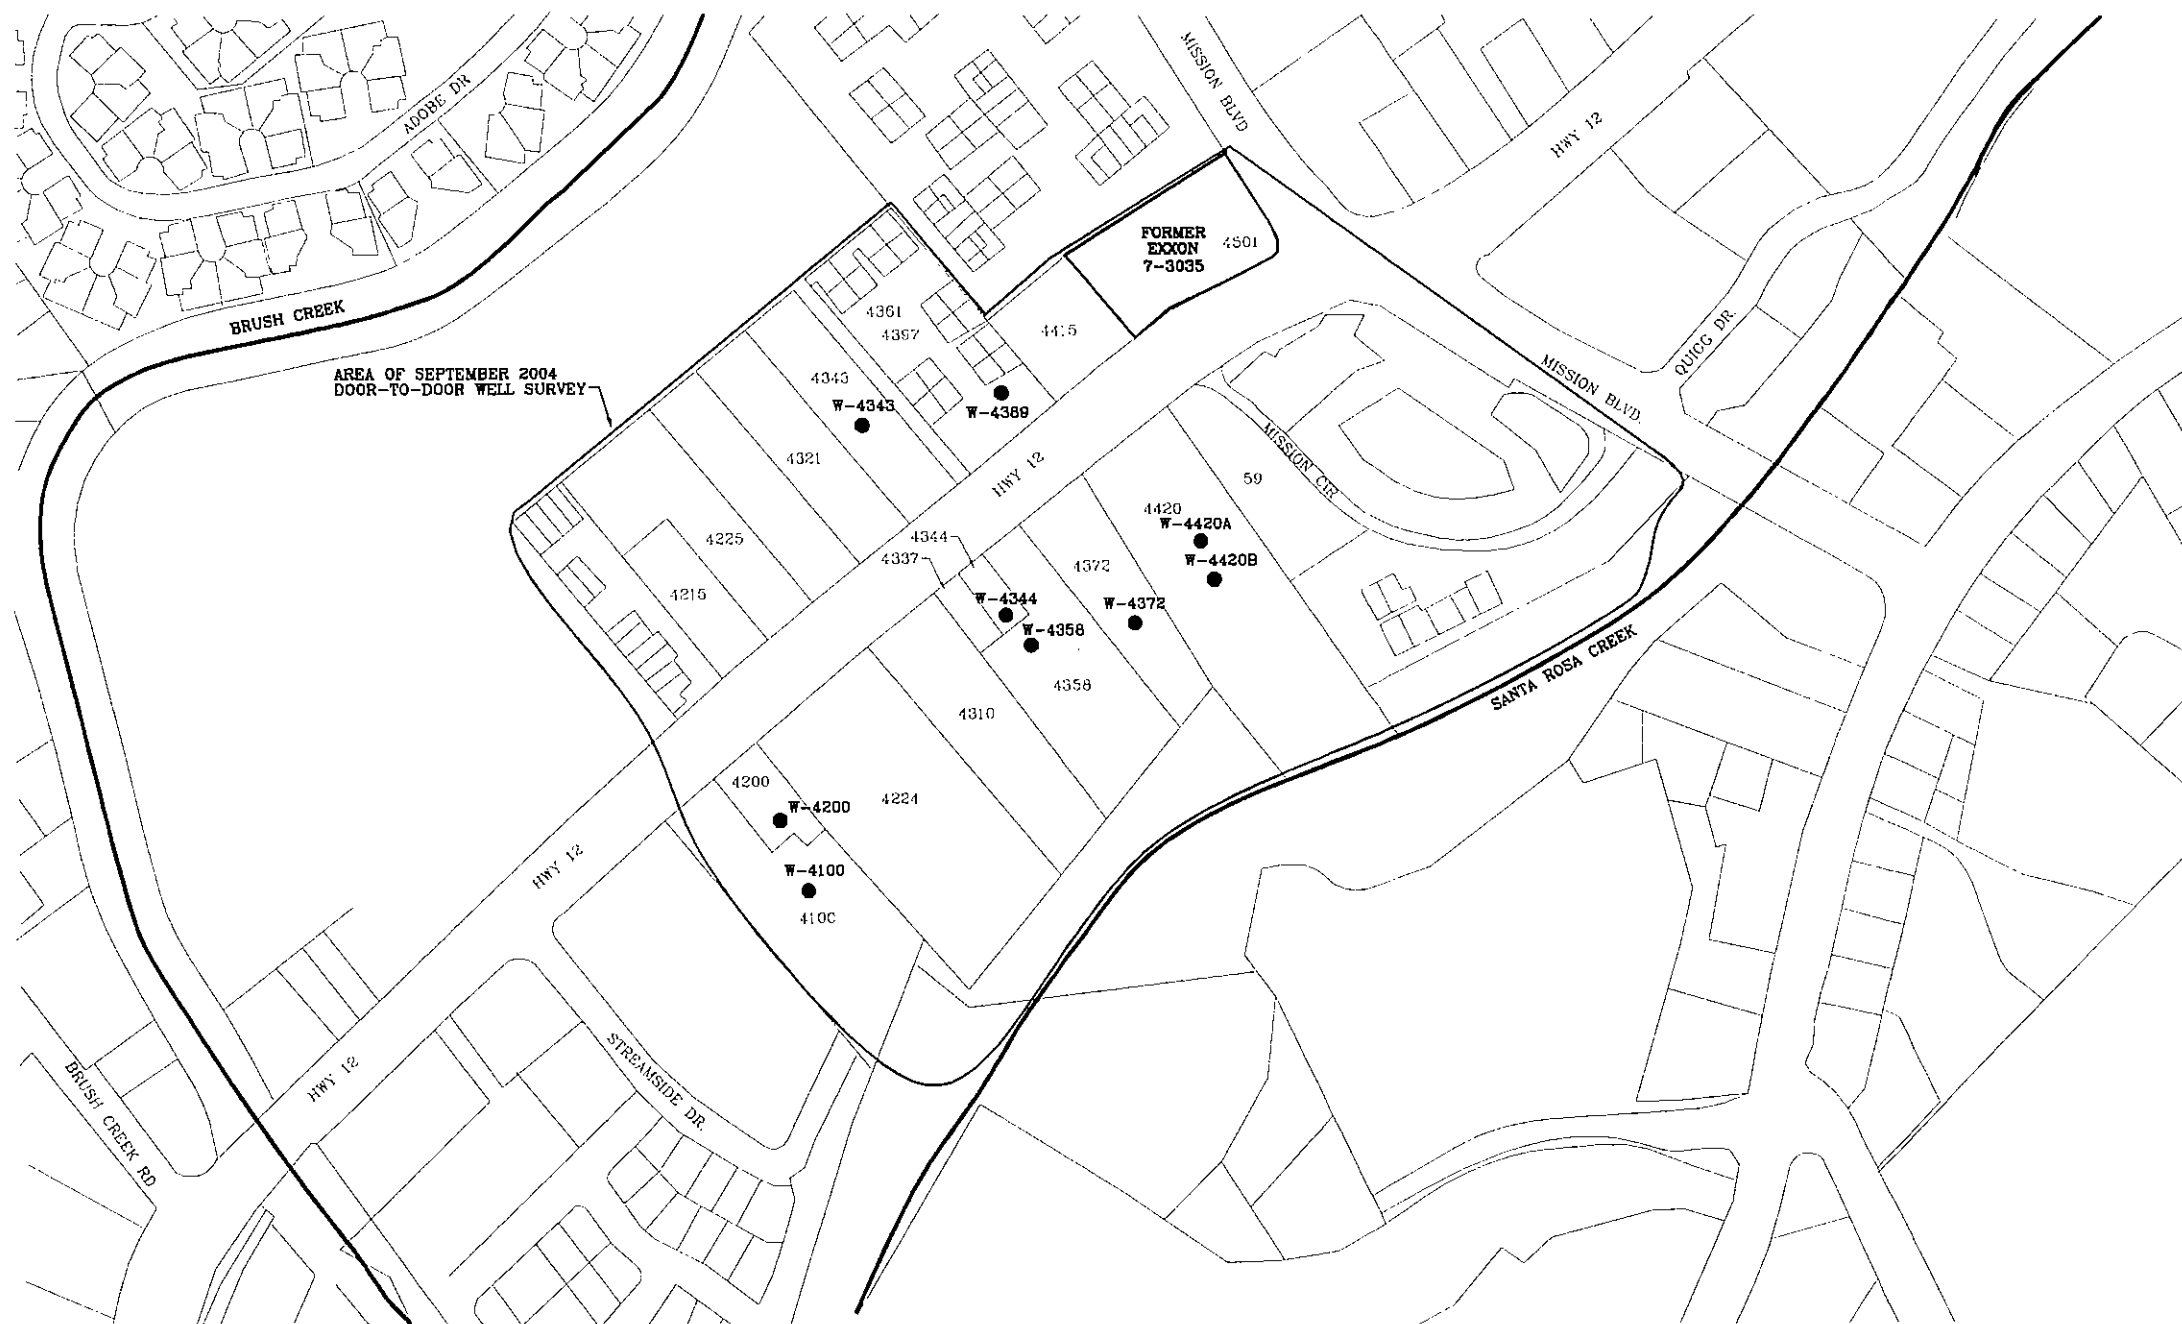 MISSION BLVD
ADOBE DR
HWY 12
FORMER
EXXON
7-3035
4501
BRUSH CREEK
4361
4397
4415
QUIGG DR.
AREA OF SEPTEMBER 2004
DOOR-TO-DOOR WELL SURVEY
4343
W-4343
W-4389
MISSION BLVD.
MISSION CIR
4321
HWY 12
59
4420
W-4420A
W-4420B
4225
4344
4337
4372
4215
W-4344
W-4372
W-4358
4358
SANTA ROSA CREEK
4310
4200
W-4200
4224
HWY 12
W-4100
410C
STREAMSIDE DR.
HWY 12
BRUSH CREEK RD